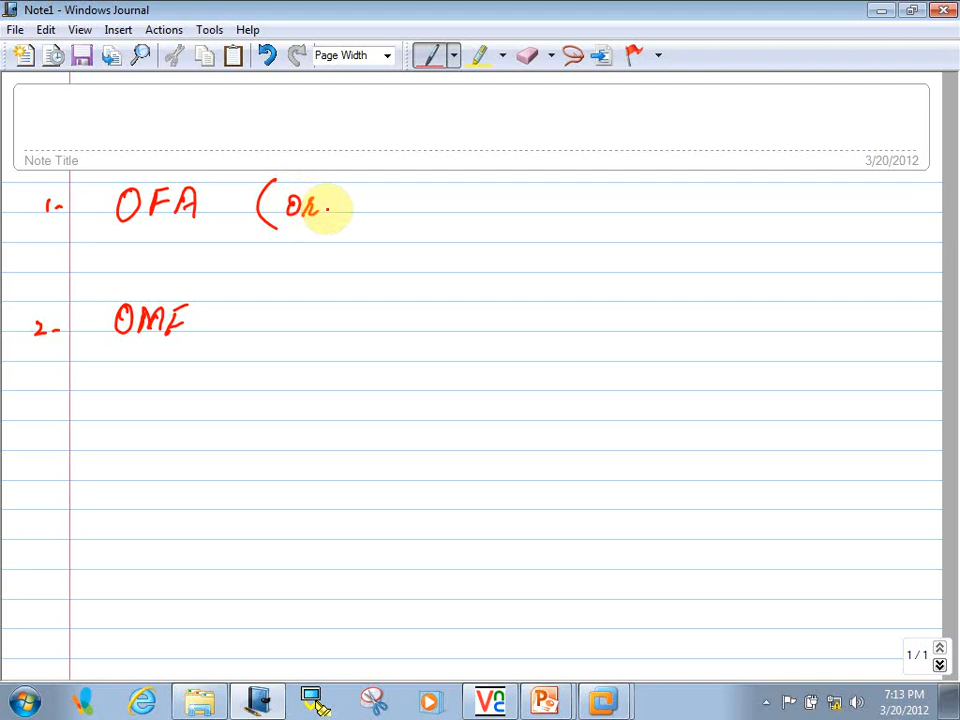 Note1 - Windows Journal
File Edit View Insert Actions Tools Help
Page Width
Note Title 3/20/2012
1- OFA (or.
2- OMF
1 / 1
7:13 PM
3/20/2012